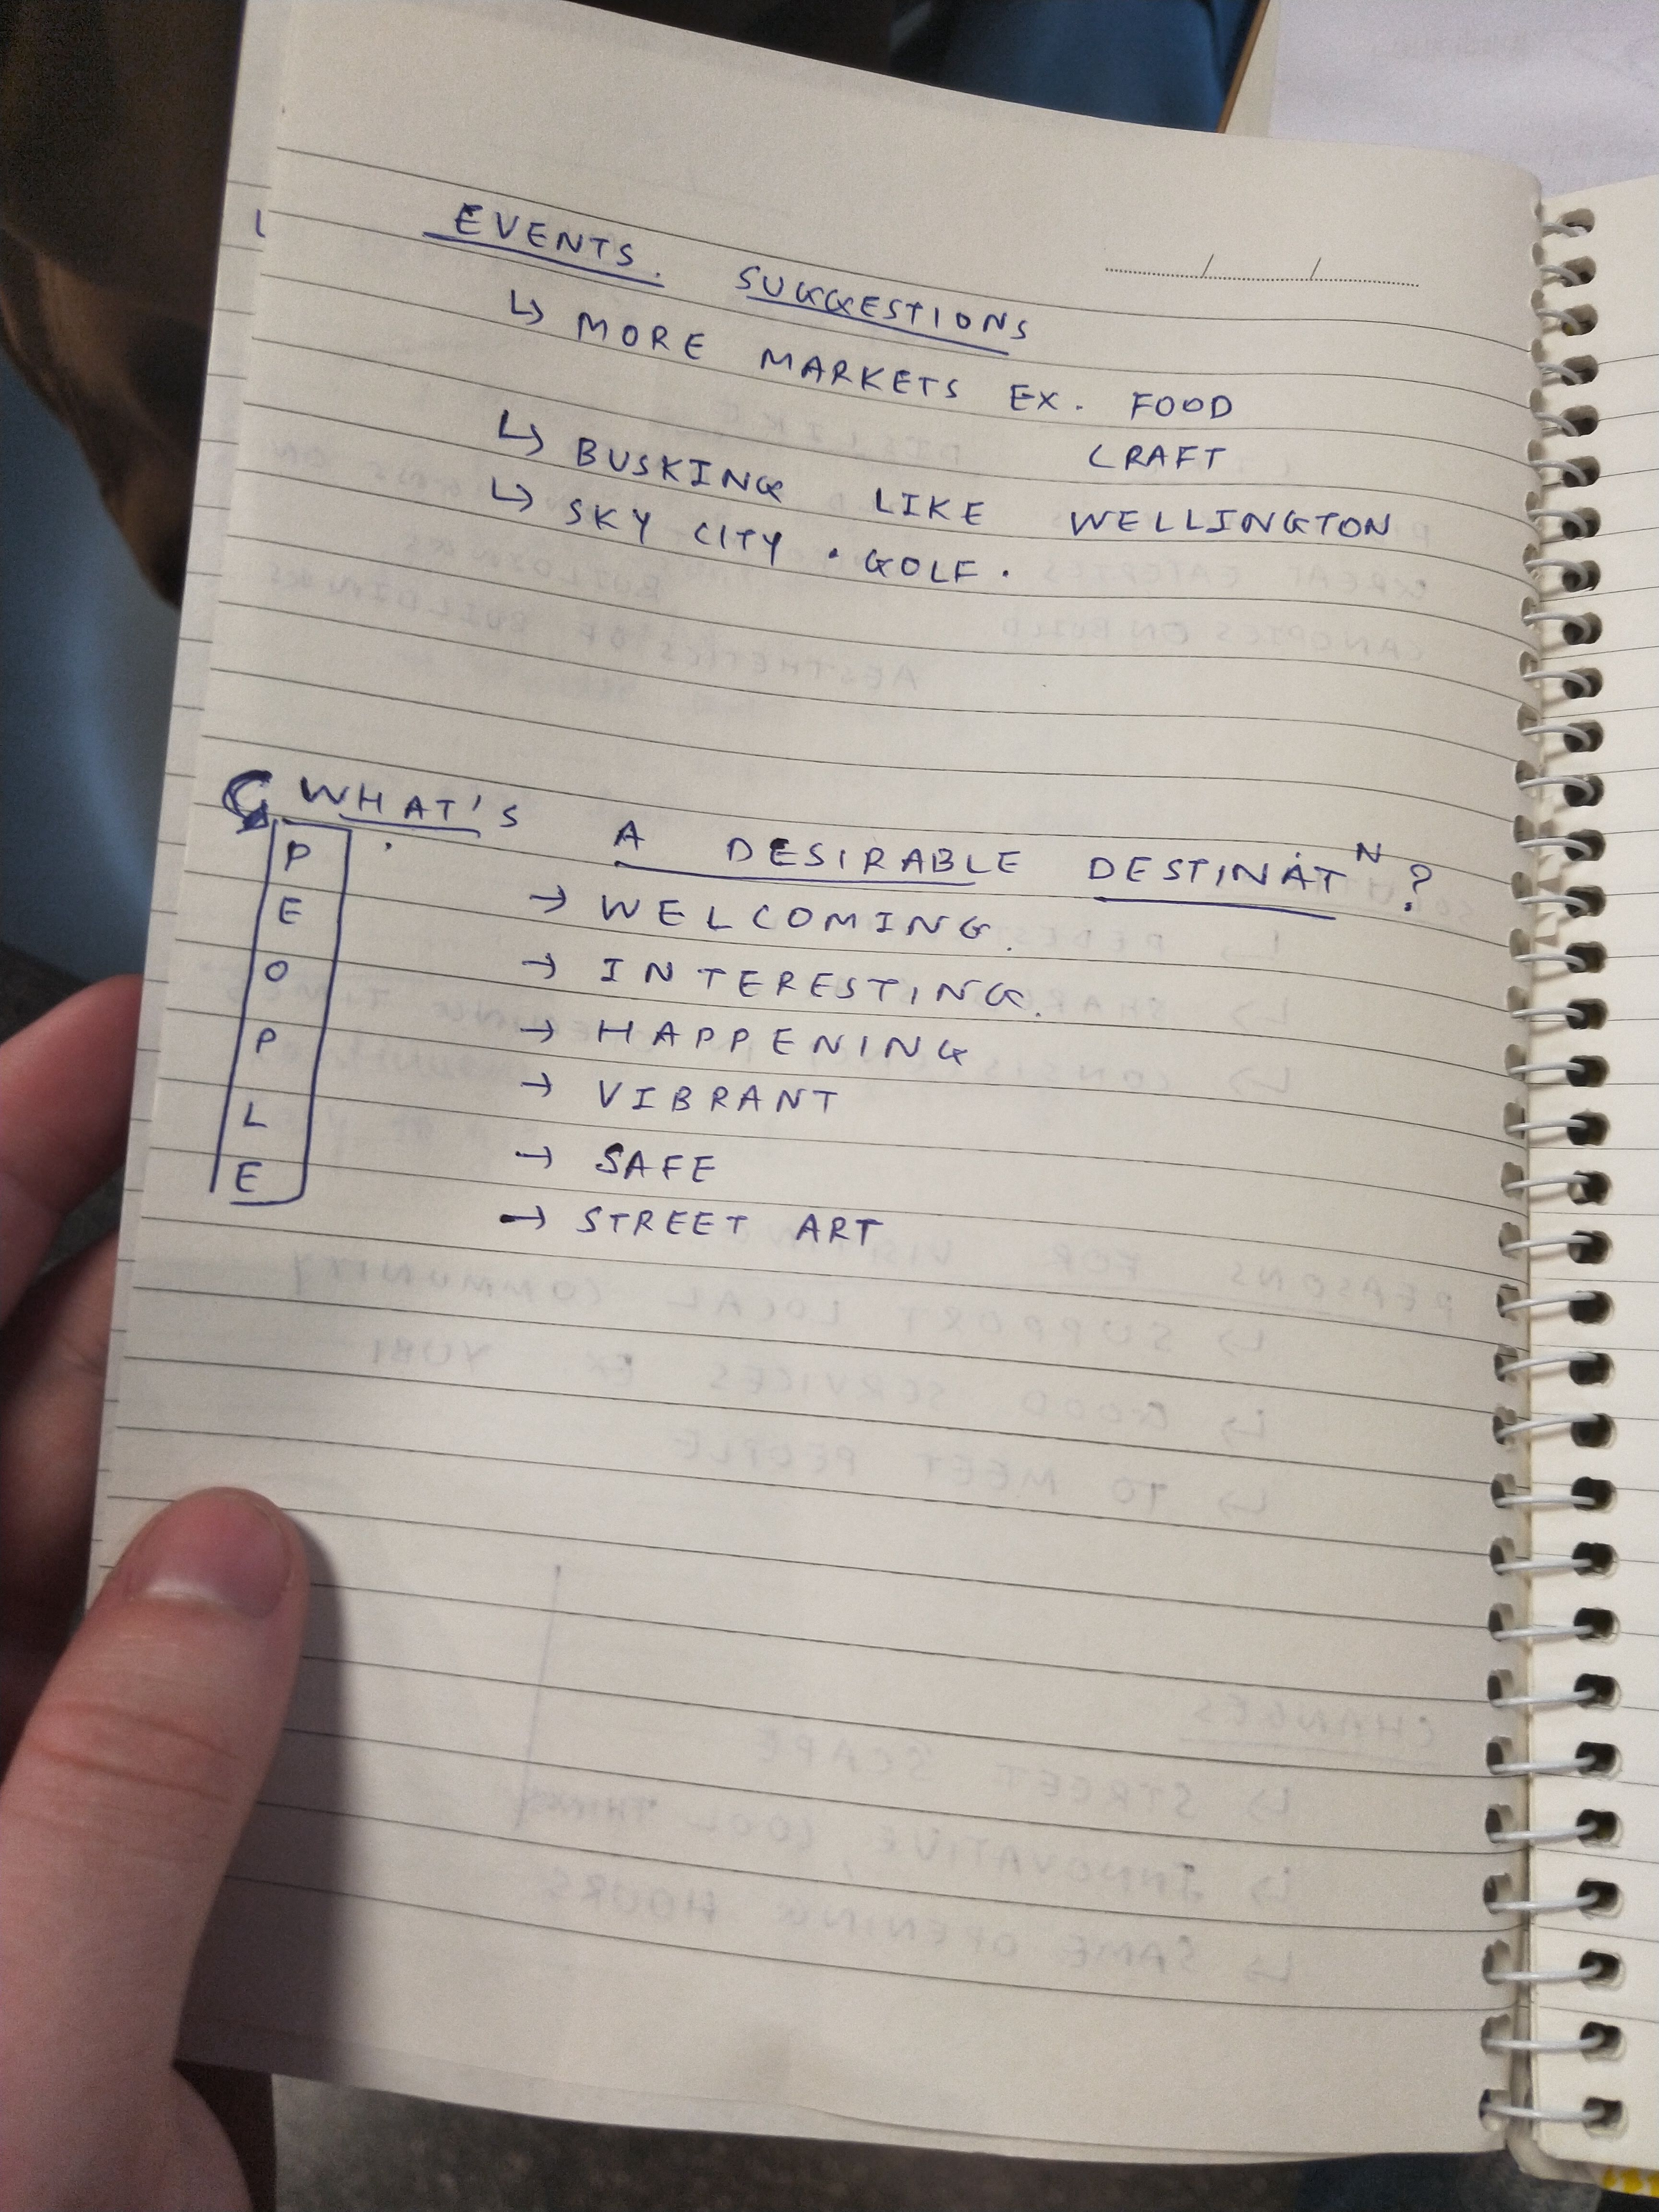 EVENTS. SUGGESTIONS
↳ MORE MARKETS EX. FOOD
CRAFT
↳ BUSKING LIKE WELLINGTON
↳ SKY CITY . GOLF.
WHAT'S A DESIRABLE DESTINATN?
PEOPLE
→ WELCOMING.
→ INTERESTING.
→ HAPPENING
→ VIBRANT
→ SAFE
→ STREET ART